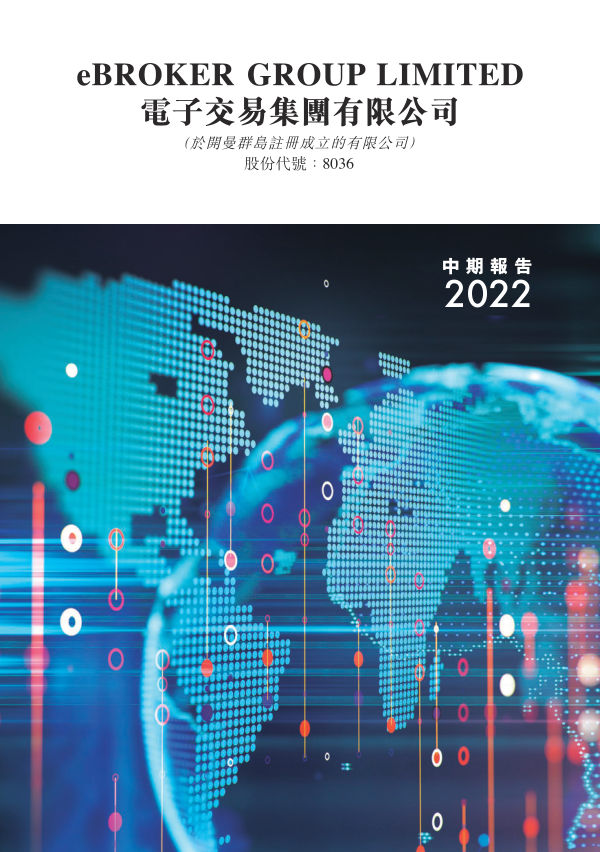 eBROKER GROUP LIMITED
電子交易集團有限公司
(於開曼群島註冊成立的有限公司)
股份代號：8036
中期報告
2022